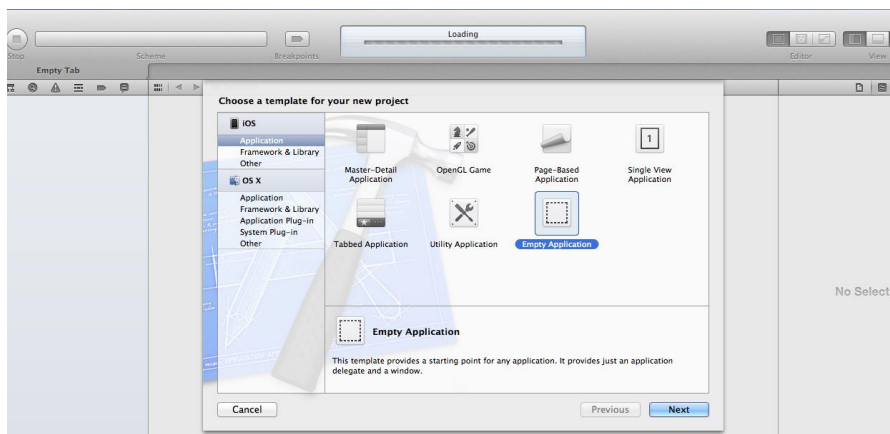 Loading
Stop
Scheme
Breakpoints
Editor
View
Empty Tab
Choose a template for your new project
iOS
Application
Framework & Library
Other
OS X
Application
Framework & Library
Application Plug-in
System Plug-in
Other
Master-Detail
Application
OpenGL Game
Page-Based
Application
1
Single View
Application
Tabbed Application
Utility Application
Empty Application
No Select
Empty Application
This template provides a starting point for any application. It provides just an application
delegate and a window.
Cancel
Previous
Next